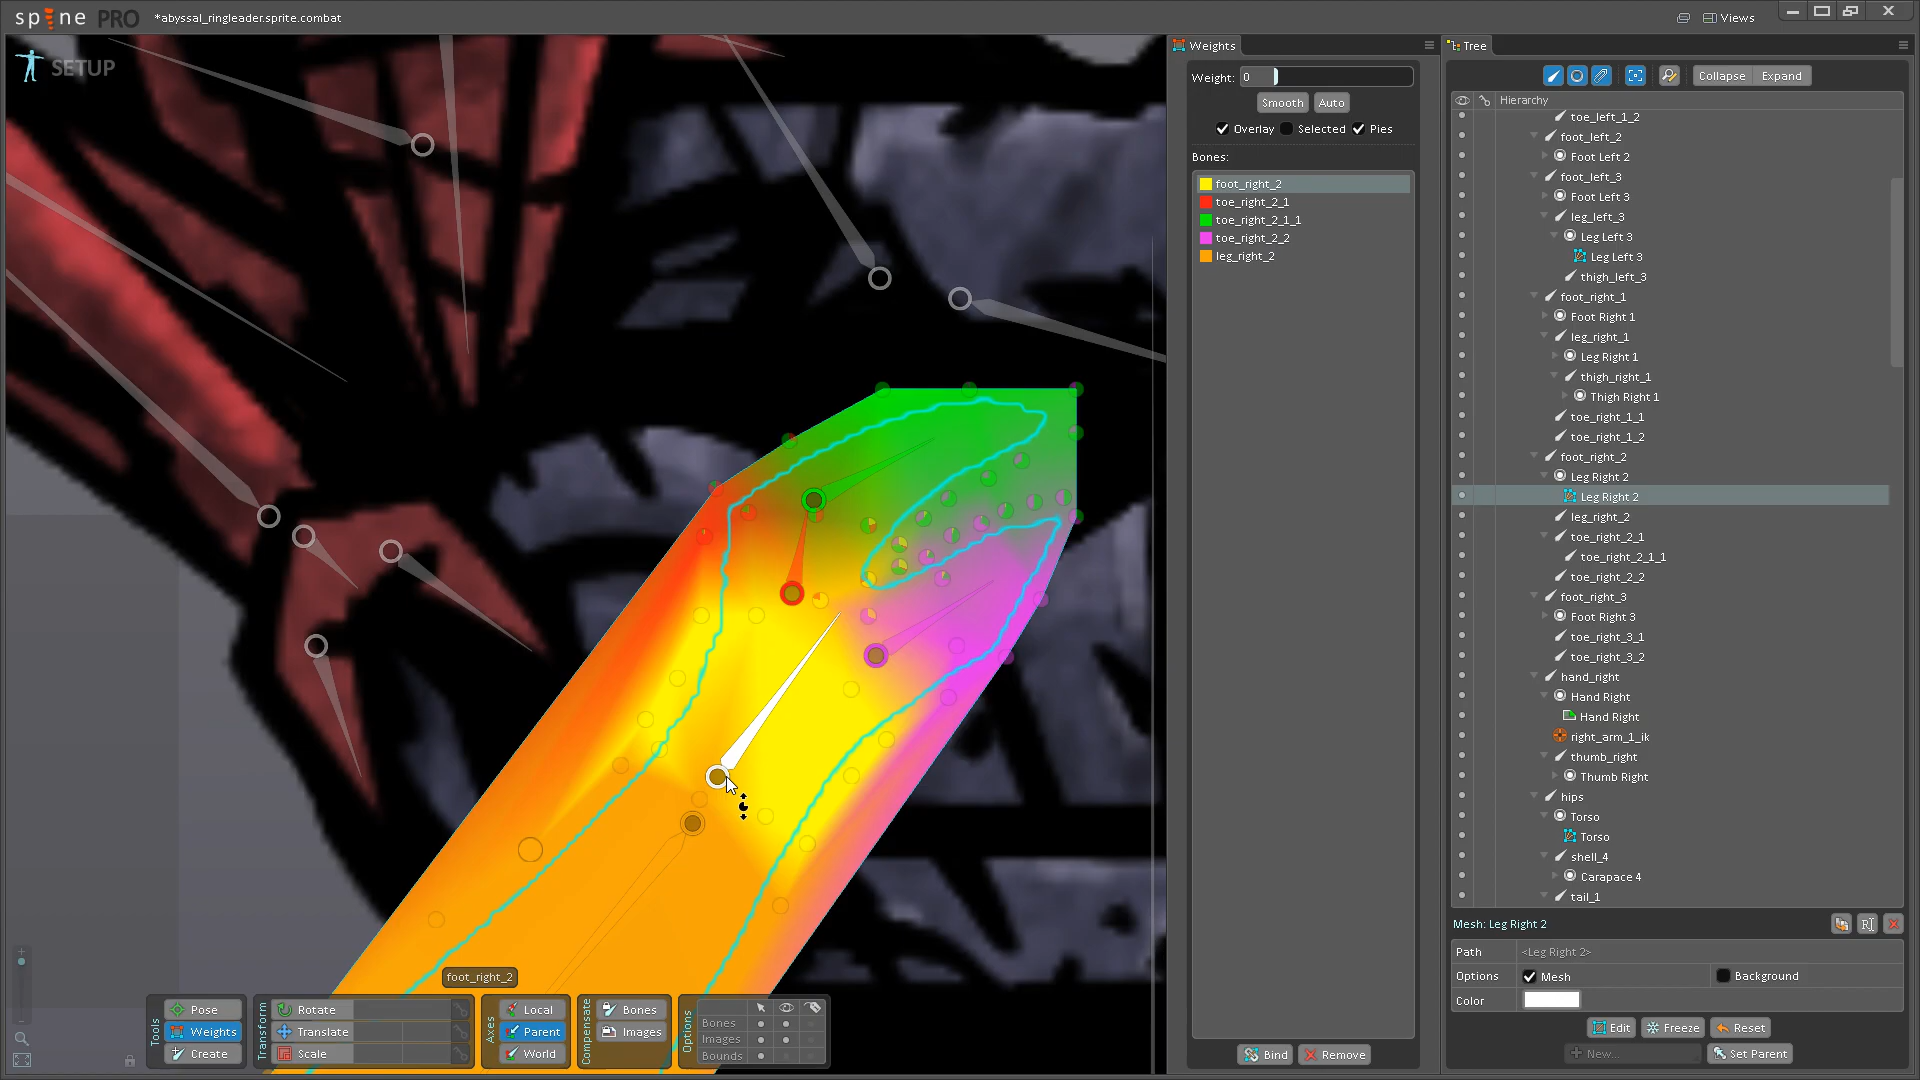 spine PRO
*abyssal_ringleader.sprite.combat
Views
SETUP
Weights
Weight: 0
Smooth
Auto
Overlay
Selected
Pies
Bones:
foot_right_2
toe_right_2_1
toe_right_2_1_1
toe_right_2_2
leg_right_2
Bind
Remove
Tree
Collapse
Expand
Hierarchy
toe_left_1_2
foot_left_2
Foot Left 2
foot_left_3
Foot Left 3
leg_left_3
Leg Left 3
Leg Left 3
thigh_left_3
foot_right_1
Foot Right 1
leg_right_1
Leg Right 1
thigh_right_1
Thigh Right 1
toe_right_1_1
toe_right_1_2
foot_right_2
Leg Right 2
Leg Right 2
leg_right_2
toe_right_2_1
toe_right_2_1_1
toe_right_2_2
foot_right_3
Foot Right 3
toe_right_3_1
toe_right_3_2
hand_right
Hand Right
Hand Right
right_arm_1_ik
thumb_right
Thumb Right
hips
Torso
Torso
shell_4
Carapace 4
tail_1
Mesh: Leg Right 2
Path
<Leg Right 2>
Options
Mesh
Background
Color
Edit
Freeze
Reset
New...
Set Parent
foot_right_2
Tools
Pose
Weights
Create
Transform
Rotate
Translate
Scale
Axes
Local
Parent
World
Compensate
Bones
Images
Options
Bones
Images
Bounds